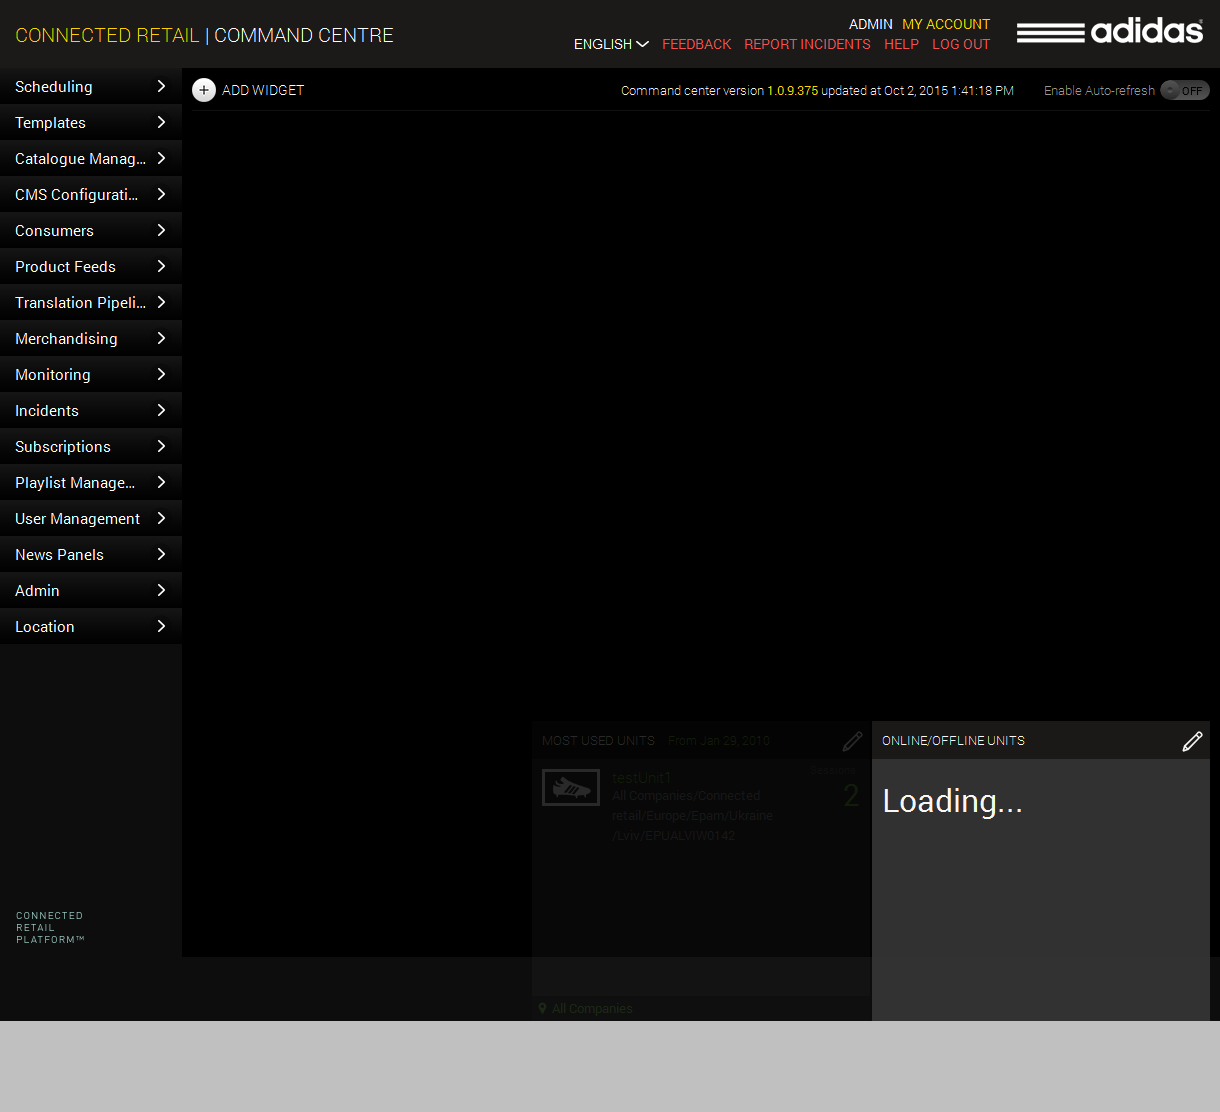 CONNECTED RETAIL | COMMAND CENTRE
ADMIN MY ACCOUNT
ENGLISH FEEDBACK REPORT INCIDENTS HELP LOG OUT
adidas
Scheduling
Templates
Catalogue Manag...
CMS Configurati...
Consumers
Product Feeds
Translation Pipeli...
Merchandising
Monitoring
Incidents
Subscriptions
Playlist Manage...
User Management
News Panels
Admin
Location
CONNECTED
RETAIL
PLATFORM™
ADD WIDGET
Command center version 1.0.9.375 updated at Oct 2, 2015 1:41:18 PM
Enable Auto-refresh OFF
MOST USED UNITS From Jan 29, 2010
testUnit1
Sessions
2
All Companies/Connected
retail/Europe/Epam/Ukraine
/Lviv/EPUALVIW0142
All Companies
ONLINE/OFFLINE UNITS
Loading...